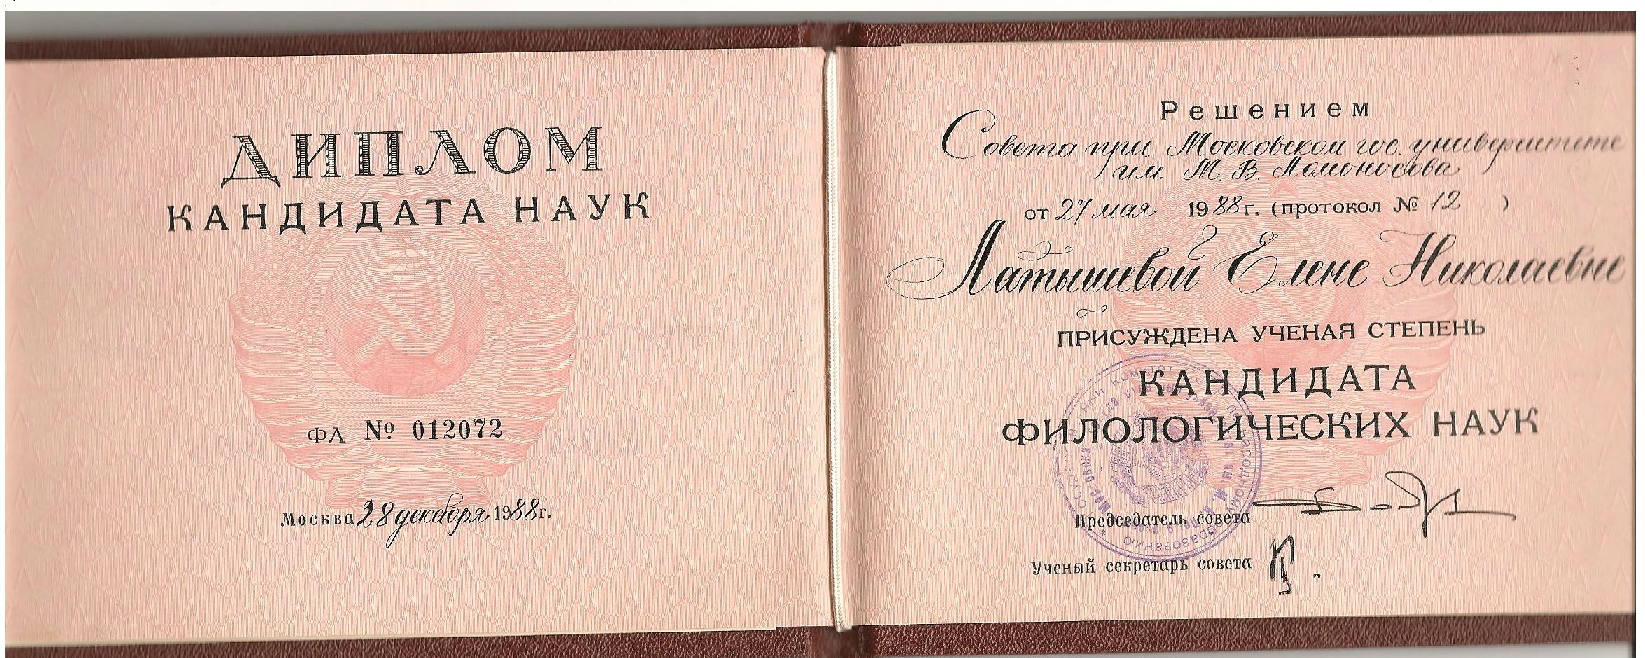 ДИПЛОМ
КАНДИДАТА НАУК
ФЛ № 012072
Москва 28 декабря 1988 г.
Решением
Совета при Московском гос. университете
им. М. В. Ломоносова
от 27 мая 1988 г. (протокол № 12 )
Латышевой Елене Николаевне
ПРИСУЖДЕНА УЧЕНАЯ СТЕПЕНЬ
КАНДИДАТА
ФИЛОЛОГИЧЕСКИХ НАУК
Председатель совета
Ученый секретарь совета